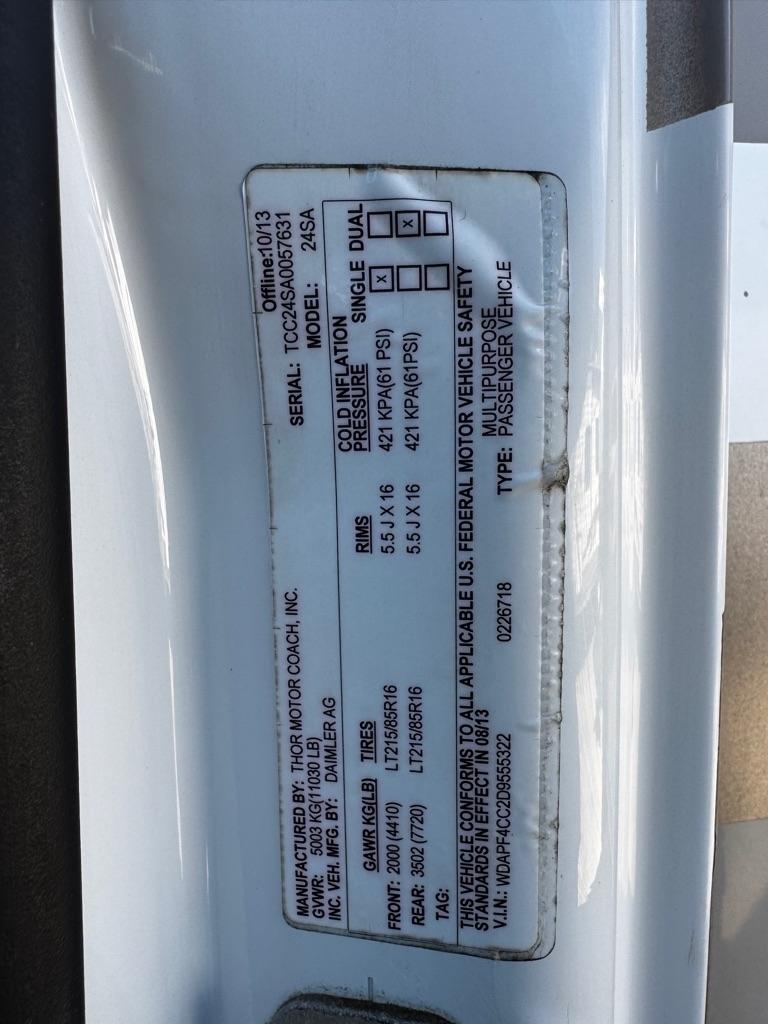 Offline:10/13
MANUFACTURED BY: THOR MOTOR COACH, INC. SERIAL: TCC24SA0057631
GVWR: 5003 KG(11030 LB) MODEL: 24SA
INC. VEH. MFG. BY: DAIMLER AG
COLD INFLATION
GAWR KG(LB) TIRES RIMS PRESSURE SINGLE DUAL
FRONT: 2000 (4410) LT215/85R16 5.5 J X 16 421 KPA(61 PSI) X
REAR: 3502 (7720) LT215/85R16 5.5 J X 16 421 KPA(61PSI) X
TAG:
THIS VEHICLE CONFORMS TO ALL APPLICABLE U.S. FEDERAL MOTOR VEHICLE SAFETY
STANDARDS IN EFFECT IN 08/13 MULTIPURPOSE
V.I.N.: WDAPF4CC2D9555322 0226718 TYPE: PASSENGER VEHICLE